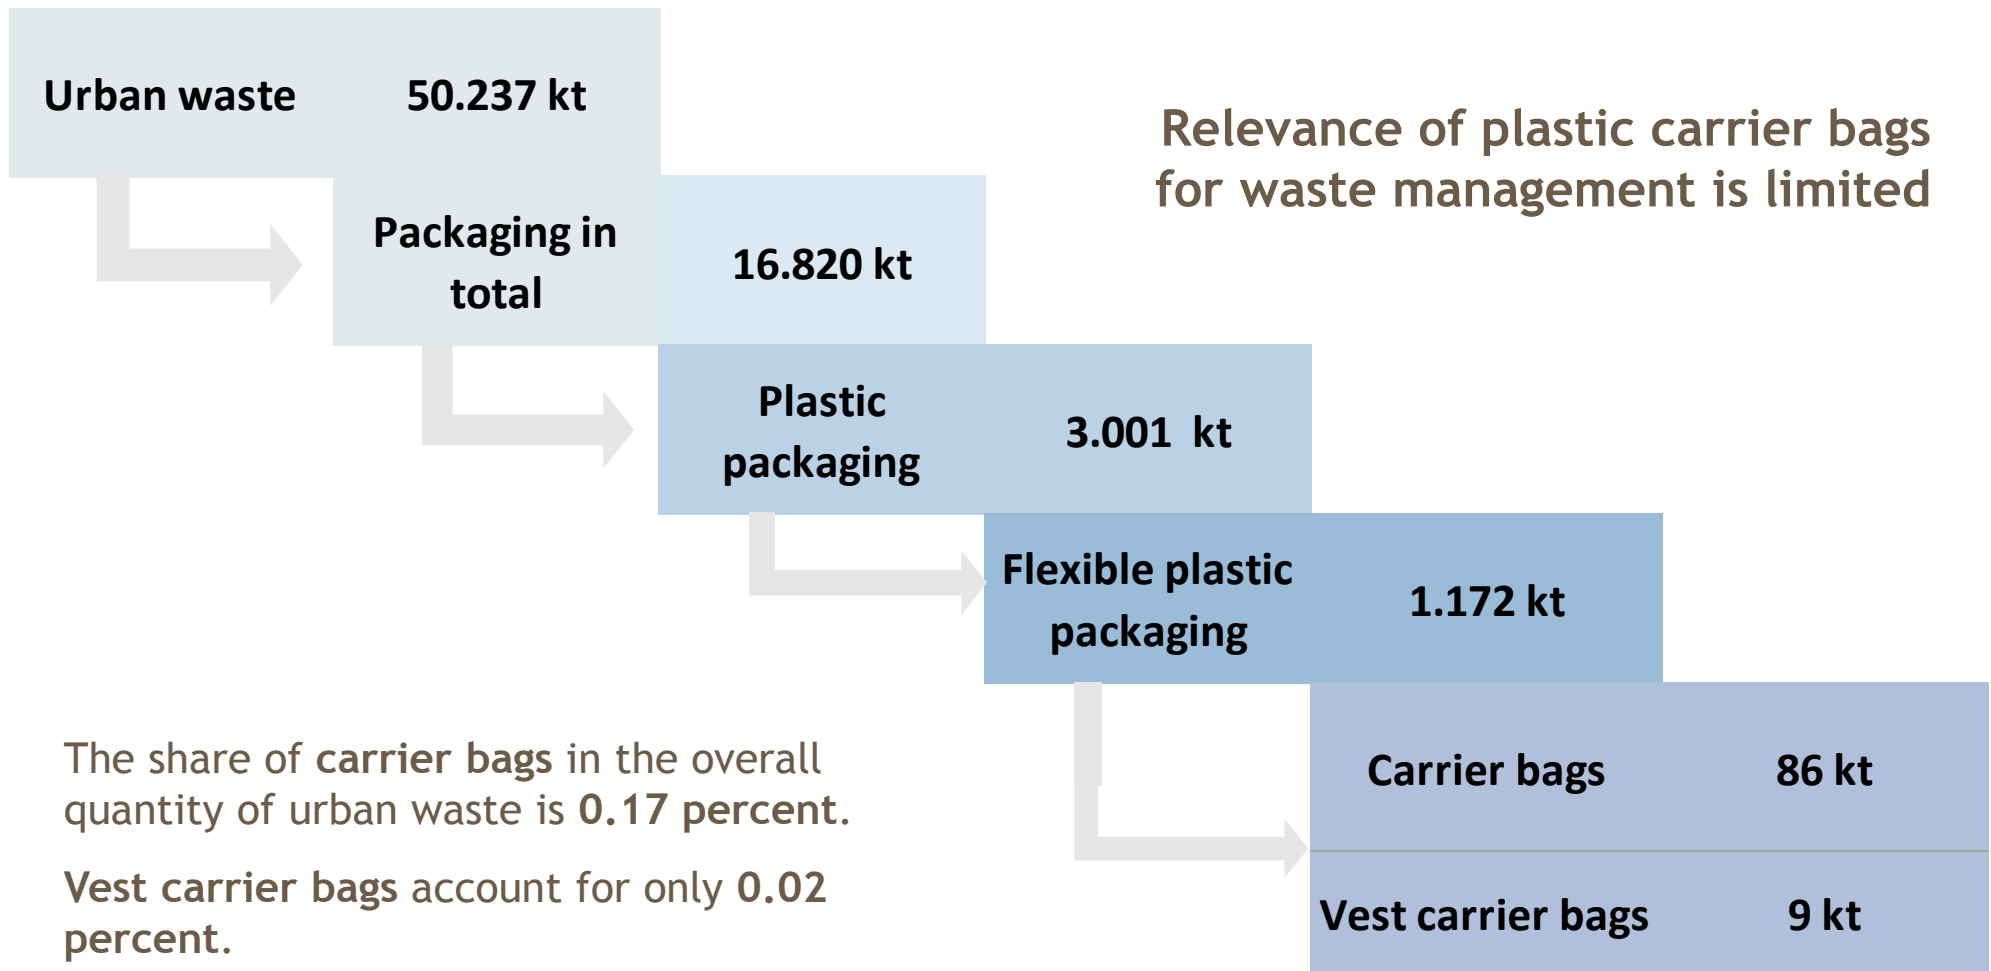 Urban waste 50.237 kt
Relevance of plastic carrier bags
for waste management is limited
Packaging in
total
16.820 kt
Plastic
packaging
3.001 kt
Flexible plastic
packaging
1.172 kt
Carrier bags 86 kt
Vest carrier bags 9 kt
The share of carrier bags in the overall
quantity of urban waste is 0.17 percent.
Vest carrier bags account for only 0.02
percent.